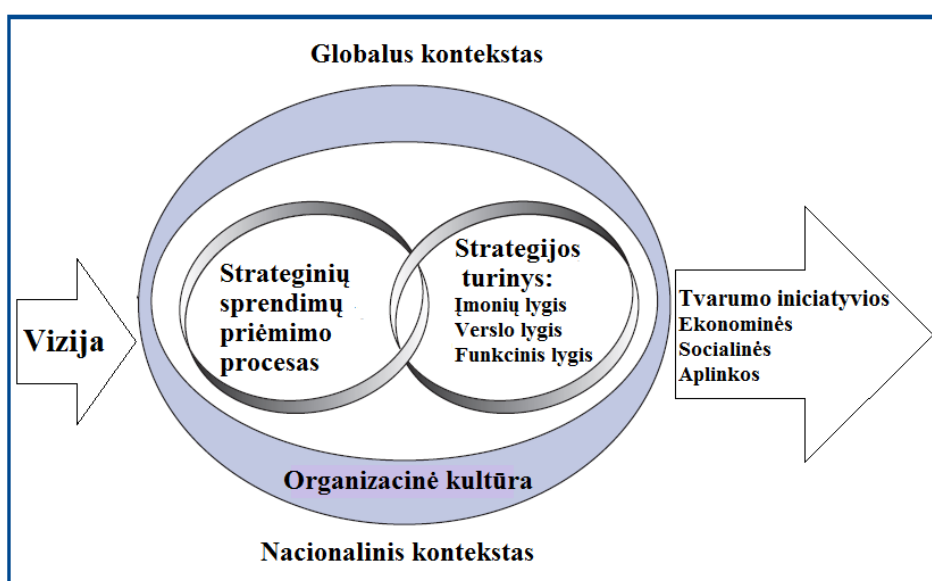 Globalus kontekstas
Vizija
Strateginių
sprendimų
priėmimo
procesas
Strategijos
turinys:
Įmonių lygis
Verslo lygis
Funkcinis lygis
Tvarumo iniciatyvios
Ekonominės
Socialinės
Aplinkos
Organizacinė kultūra
Nacionalinis kontekstas